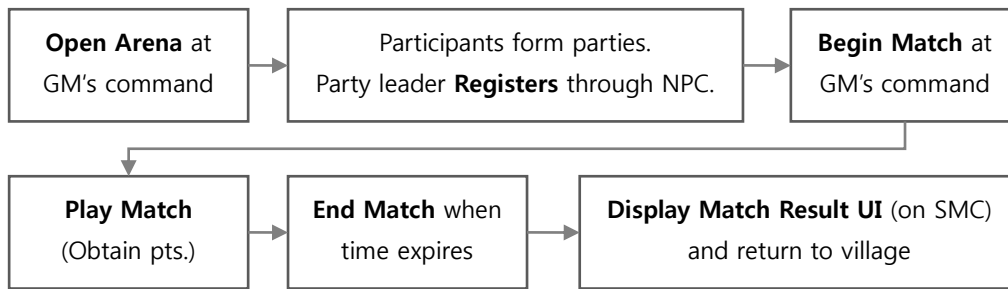 Open Arena at
GM's command
Participants form parties.
Party leader Registers through NPC.
Begin Match at
GM's command
Play Match
(Obtain pts.)
End Match when
time expires
Display Match Result UI (on SMC)
and return to village